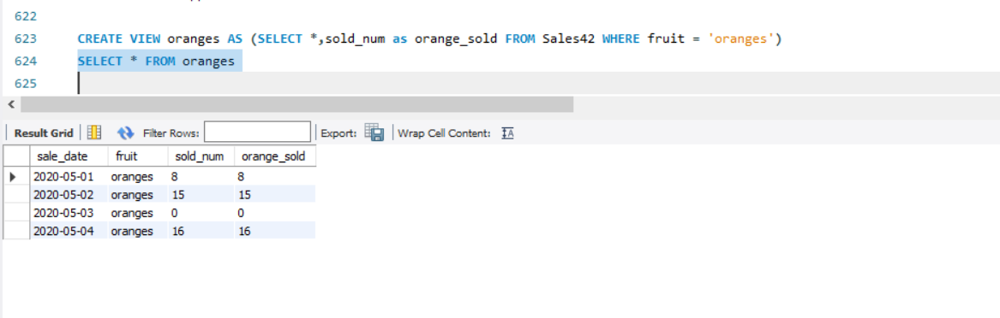 622
623 CREATE VIEW oranges AS (SELECT *,sold_num as orange_sold FROM Sales42 WHERE fruit = 'oranges')
624 SELECT * FROM oranges
625
Result Grid Filter Rows: Export: Wrap Cell Content: IA
sale_date fruit sold_num orange_sold
2020-05-01 oranges 8 8
2020-05-02 oranges 15 15
2020-05-03 oranges 0 0
2020-05-04 oranges 16 16